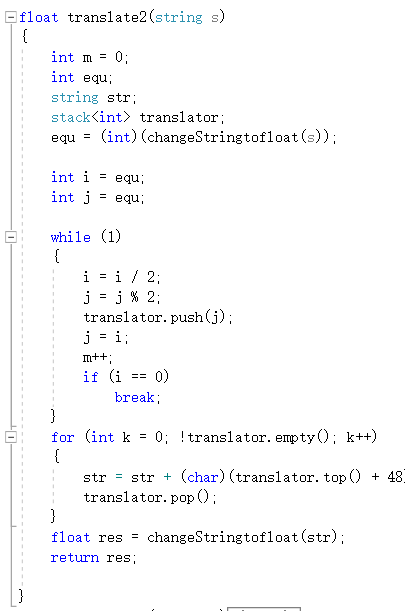 float translate2(string s)
{
int m = 0;
int equ;
string str;
stack<int> translator;
equ = (int)(changeStringtofloat(s));
int i = equ;
int j = equ;
while (1)
{
i = i / 2;
j = j % 2;
translator.push(j);
j = i;
m++;
if (i == 0)
break;
}
for (int k = 0; !translator.empty(); k++)
{
str = str + (char)(translator.top() + 48)
translator.pop();
}
float res = changeStringtofloat(str);
return res;
}